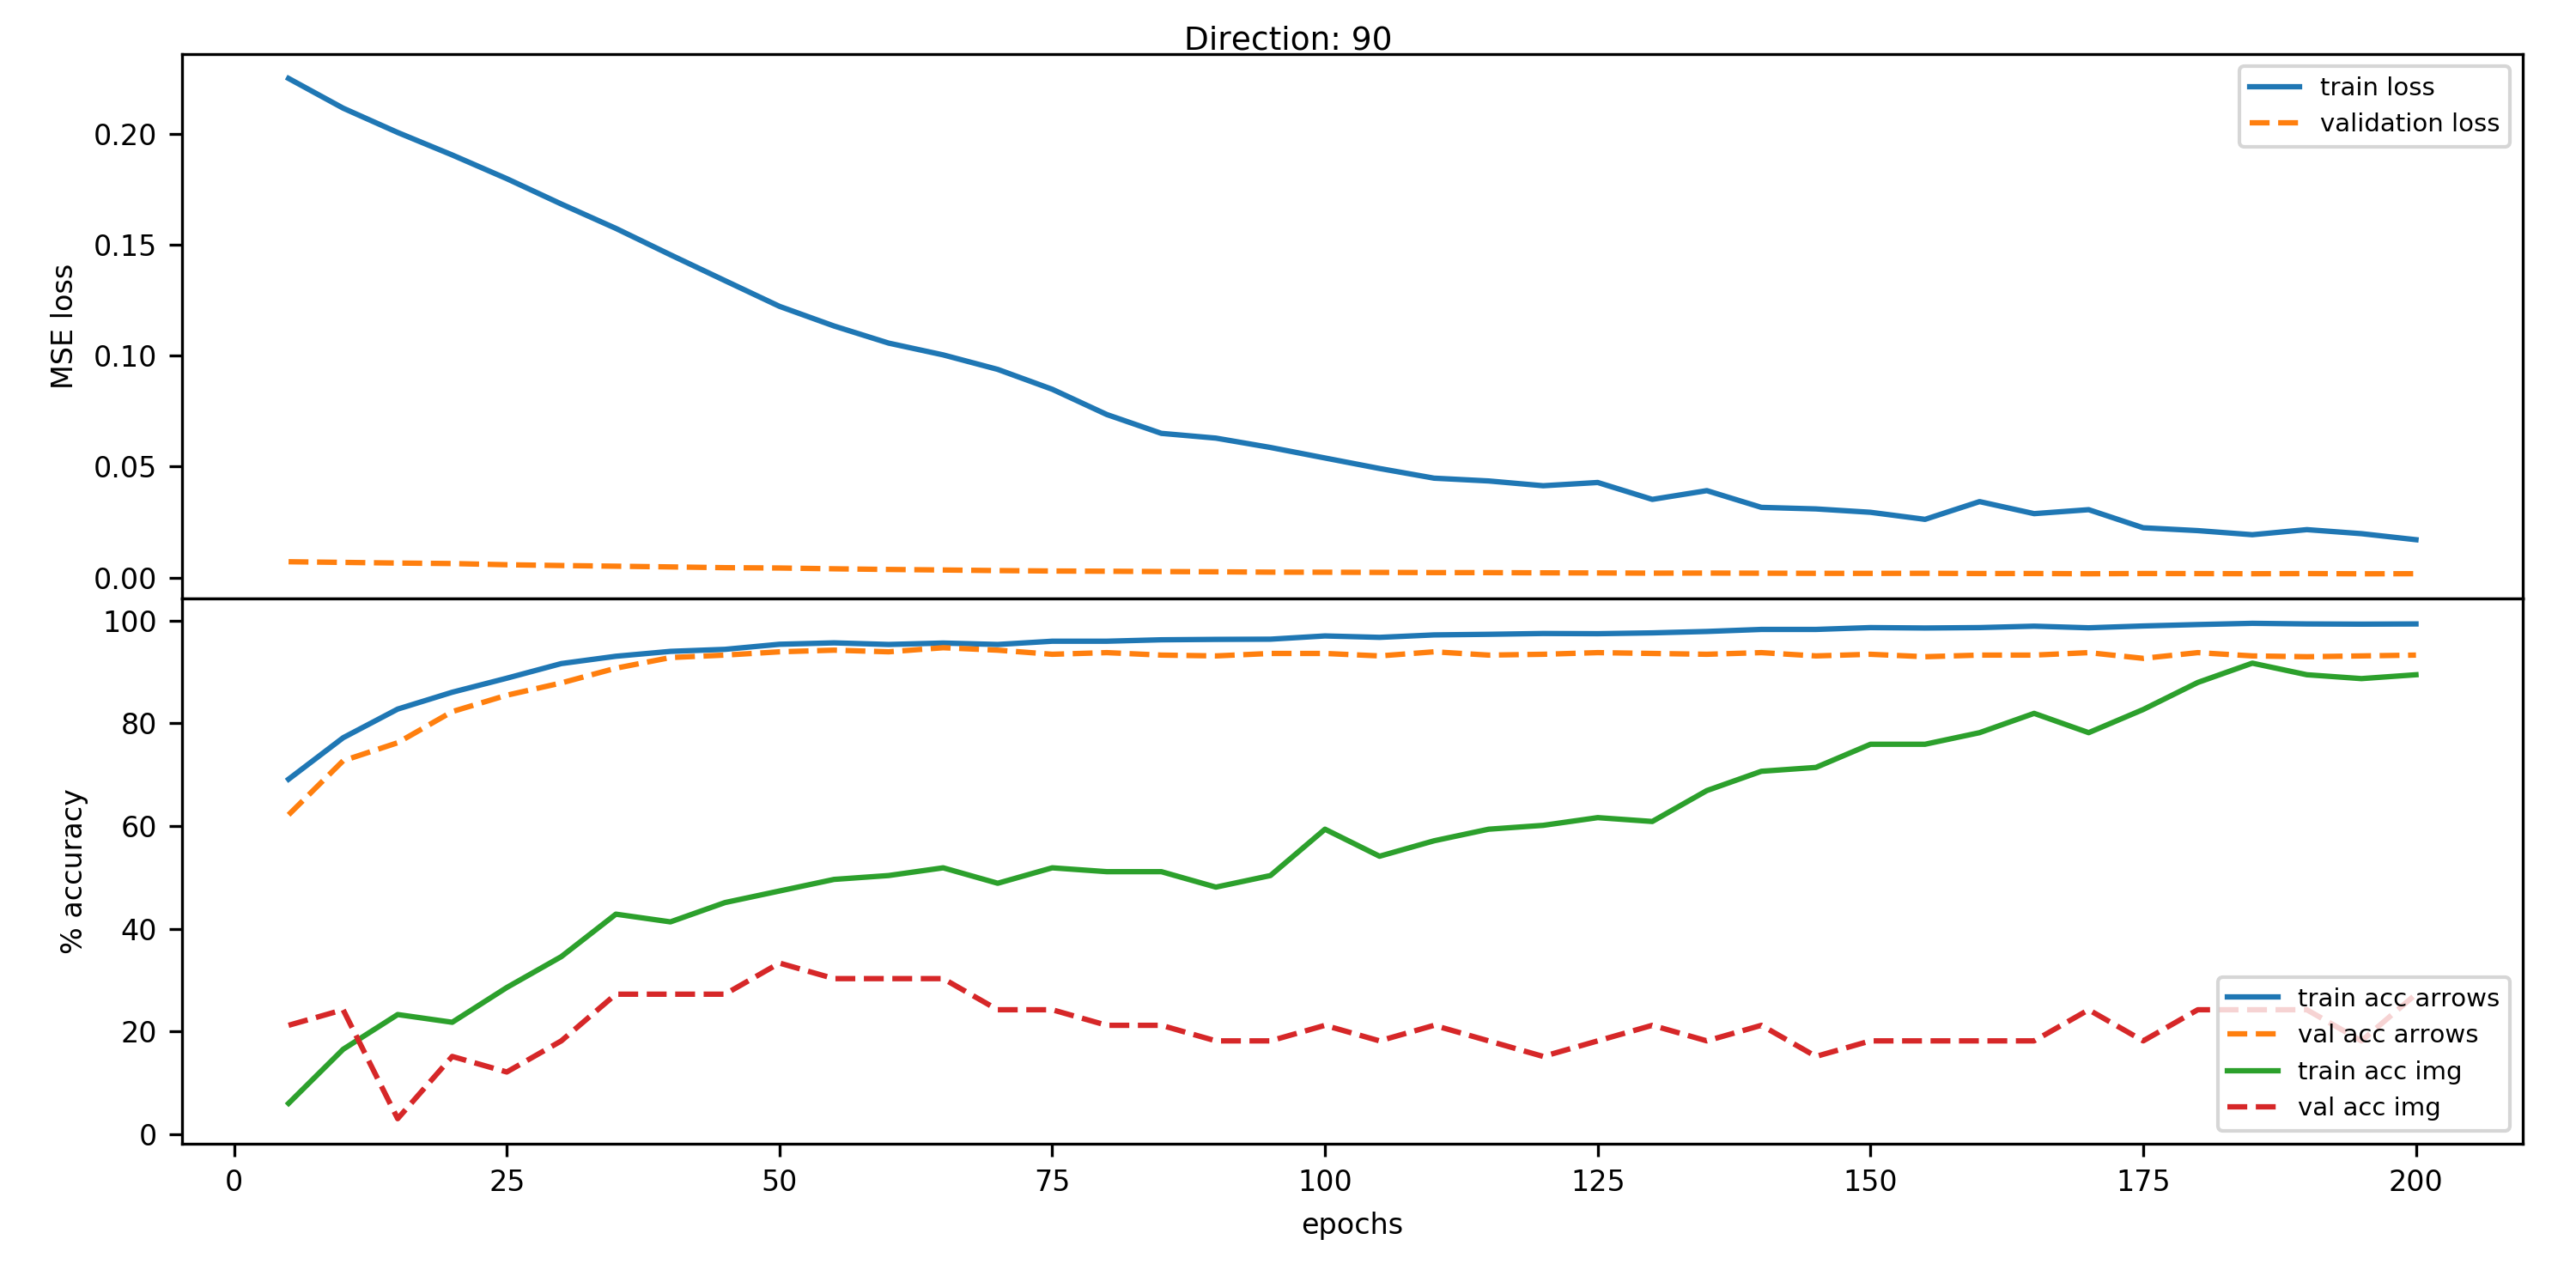 Direction: 90
train loss
validation loss
MSE loss
0.20
0.15
0.10
0.05
0.00
% accuracy
100
80
60
40
20
0
train acc arrows
val acc arrows
train acc img
val acc img
0 25 50 75 100 125 150 175 200
epochs